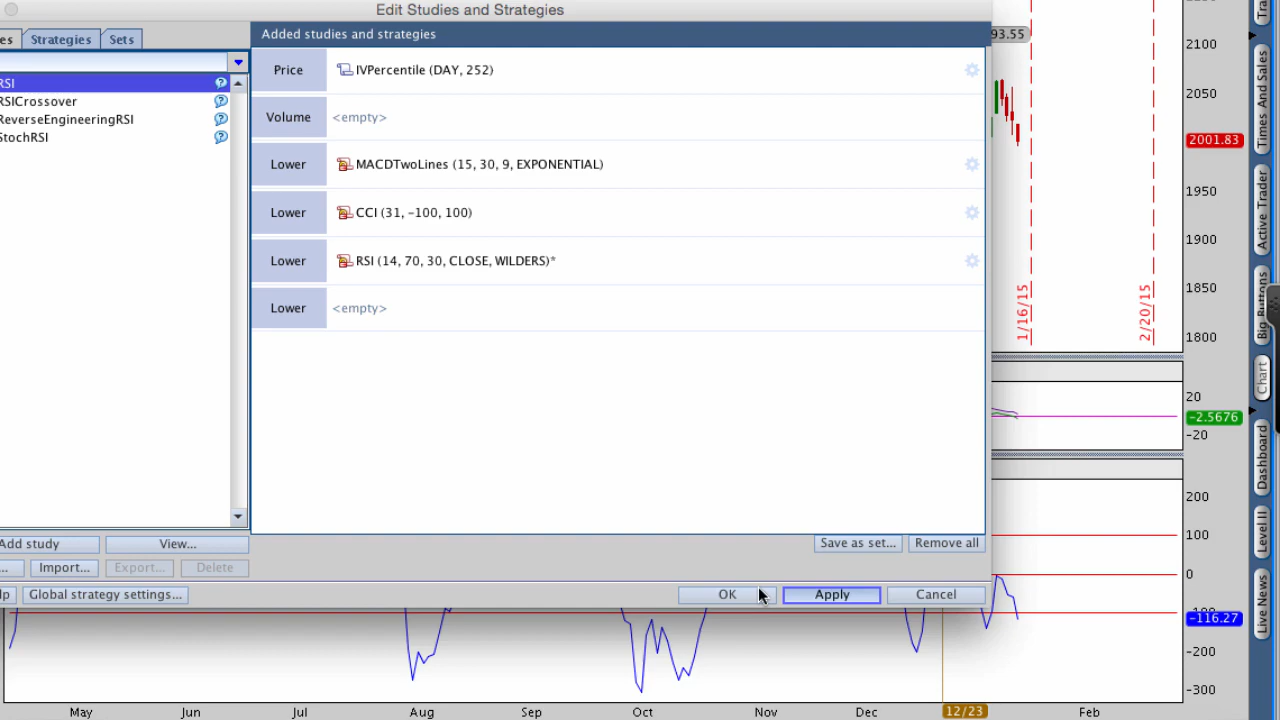 Edit Studies and Strategies
es
Strategies
Sets
Added studies and strategies
RSI
RSICrossover
ReverseEngineeringRSI
StochRSI
Price
IVPercentile (DAY, 252)
Volume
<empty>
Lower
MACDTwoLines (15, 30, 9, EXPONENTIAL)
Lower
CCI (31, -100, 100)
Lower
RSI (14, 70, 30, CLOSE, WILDERS)*
Lower
<empty>
Add study
View...
Save as set...
Remove all
...
Import...
Export...
Delete
lp
Global strategy settings...
OK
Apply
Cancel
93.55
2100
2050
2001.83
1950
1900
1850
1800
1/16/15
2/20/15
20
-2.5676
-20
200
100
0
-116.27
-200
-300
May
Jun
Jul
Aug
Sep
Oct
Nov
Dec
12/23
Feb
Tra
Times And Sales
Active Trader
Big Buttons
Chart
Dashboard
Level II
Live News